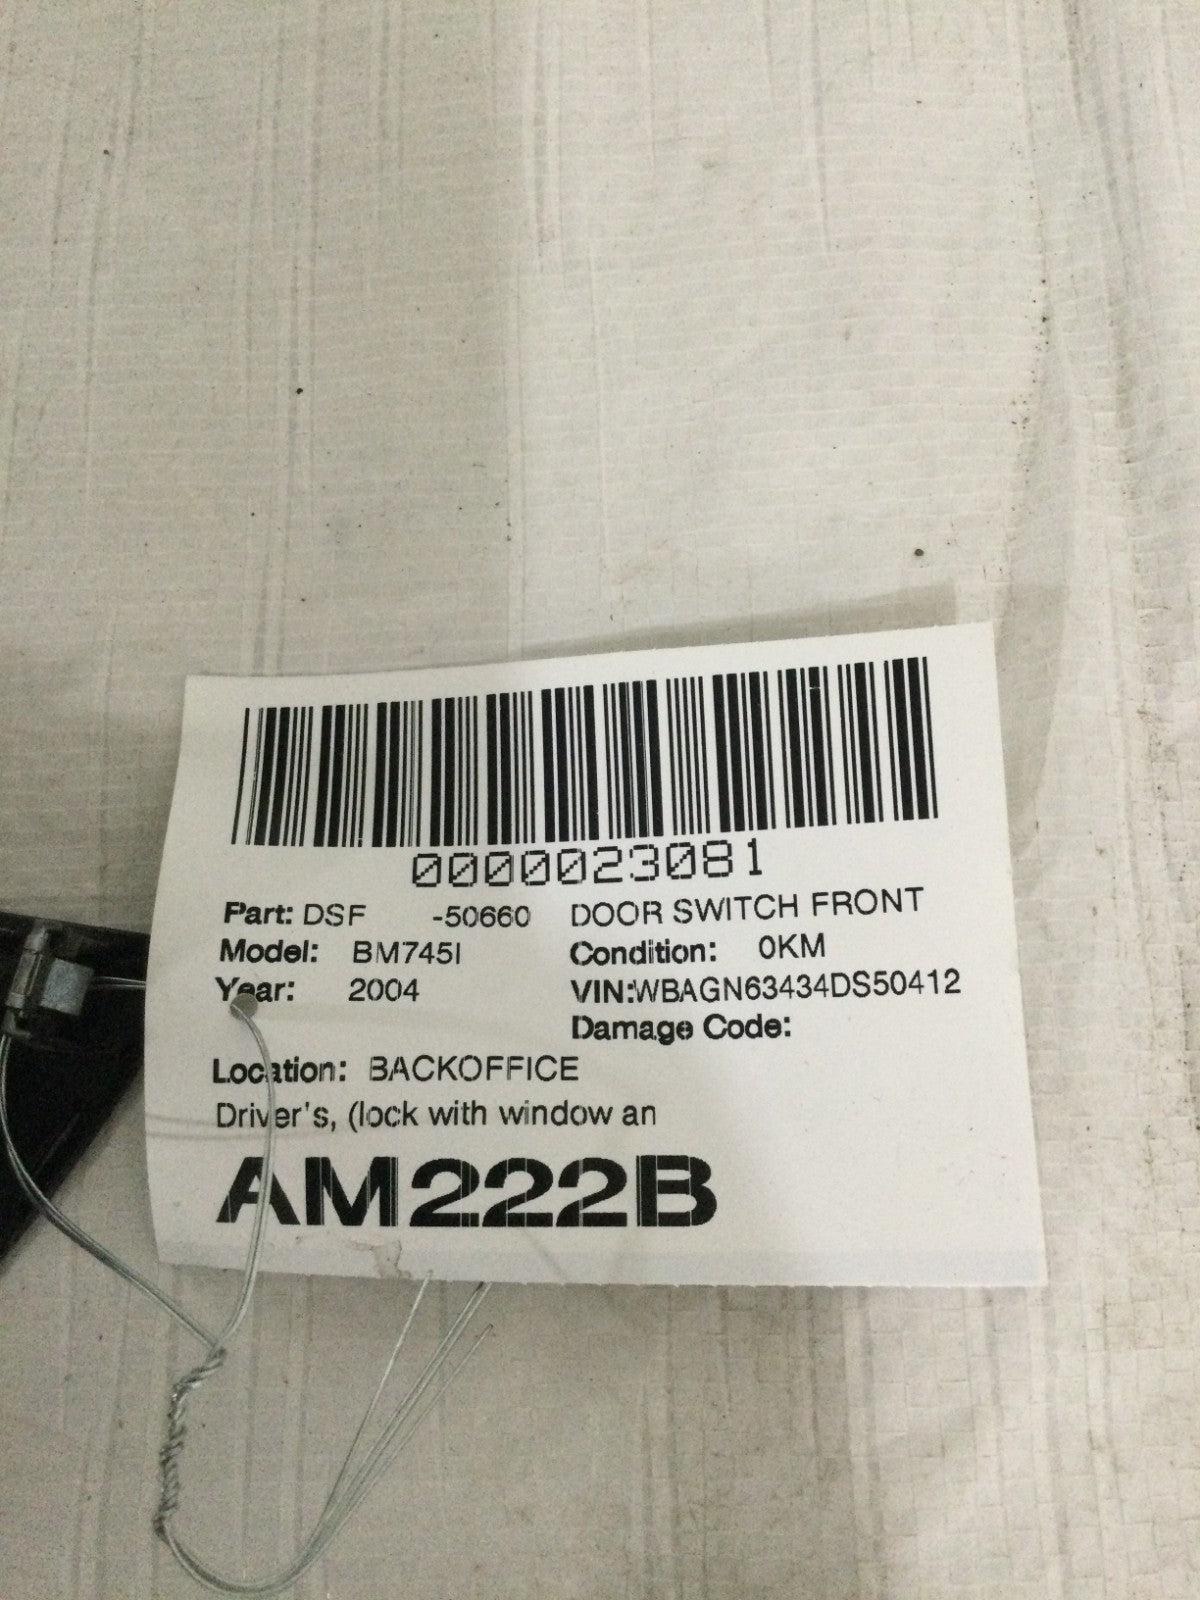 0000023081
Part: DSF -50660 DOOR SWITCH FRONT
Model: BM745I Condition: 0KM
Year: 2004 VIN:WBAGN63434DS50412
Damage Code:
Location: BACKOFFICE
Driver's, (lock with window an
AM222B